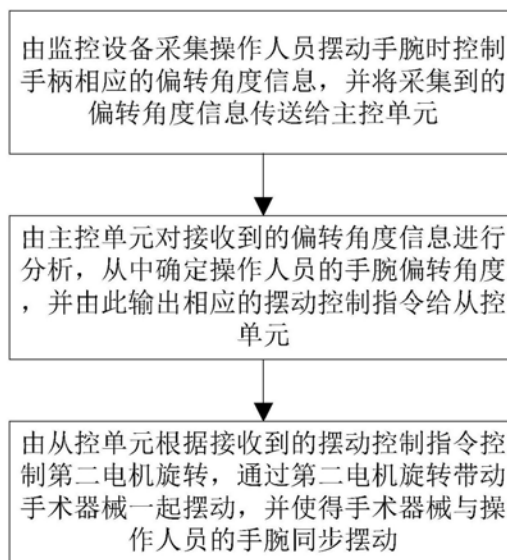 由监控设备采集操作人员摆动手腕时控制
手柄相应的偏转角度信息，并将采集到的
偏转角度信息传送给主控单元
由主控单元对接收到的偏转角度信息进行
分析，从中确定操作人员的手腕偏转角度
，并由此输出相应的摆动控制指令给从控
单元
由从控单元根据接收到的摆动控制指令控
制第二电机旋转，通过第二电机旋转带动
手术器械一起摆动，并使得手术器械与操
作人员的手腕同步摆动